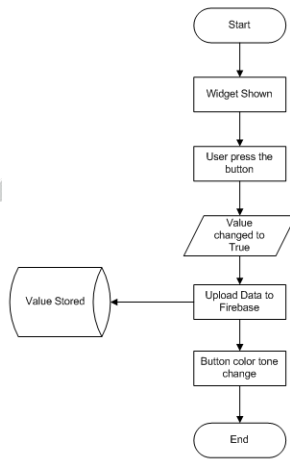 Start
Widget Shown
User press the
button
Value
changed to
True
Value Stored
Upload Data to
Firebase
Button color tone
change
End